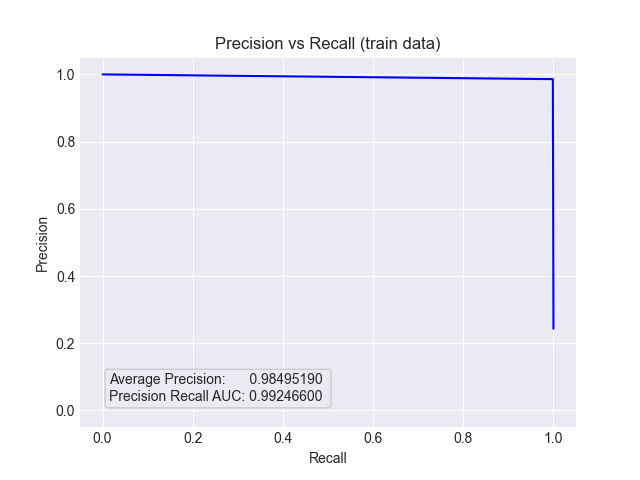 Precision vs Recall (train data)
Precision
1.0
0.8
0.6
0.4
0.2
0.0
Average Precision: 0.98495190
Precision Recall AUC: 0.99246600
0.0 0.2 0.4 0.6 0.8 1.0
Recall